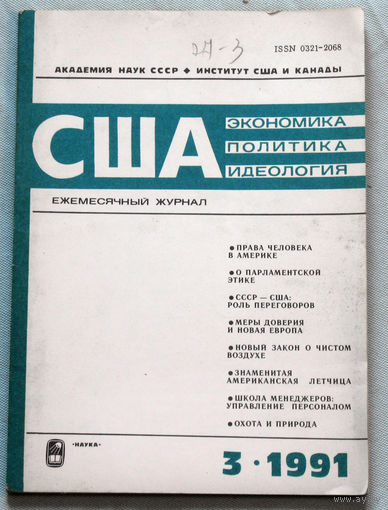 ISSN 0321-2068
АКАДЕМИЯ НАУК СССР ◆ ИНСТИТУТ США И КАНАДЫ
США
ЭКОНОМИКА
ПОЛИТИКА
ИДЕОЛОГИЯ
ЕЖЕМЕСЯЧНЫЙ ЖУРНАЛ
● ПРАВА ЧЕЛОВЕКА
В АМЕРИКЕ
● О ПАРЛАМЕНТСКОЙ
ЭТИКЕ
● СССР — США:
РОЛЬ ПЕРЕГОВОРОВ
● МЕРЫ ДОВЕРИЯ
И НОВАЯ ЕВРОПА
● НОВЫЙ ЗАКОН О ЧИСТОМ
ВОЗДУХЕ
● ЗНАМЕНИТАЯ
АМЕРИКАНСКАЯ ЛЕТЧИЦА
● ШКОЛА МЕНЕДЖЕРОВ:
УПРАВЛЕНИЕ ПЕРСОНАЛОМ
● ОХОТА И ПРИРОДА
«НАУКА»
3 · 1991